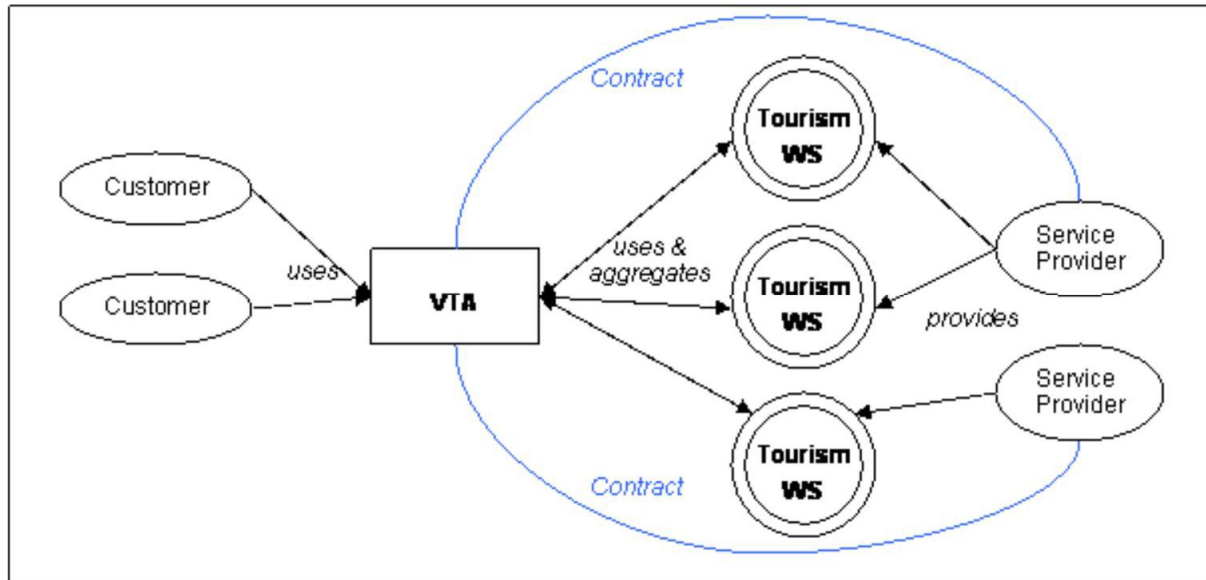 Contract
Tourism
WS
Customer
Service
Provider
uses &
aggregates
uses
Customer
VTA
Tourism
WS
provides
Service
Provider
Tourism
WS
Contract